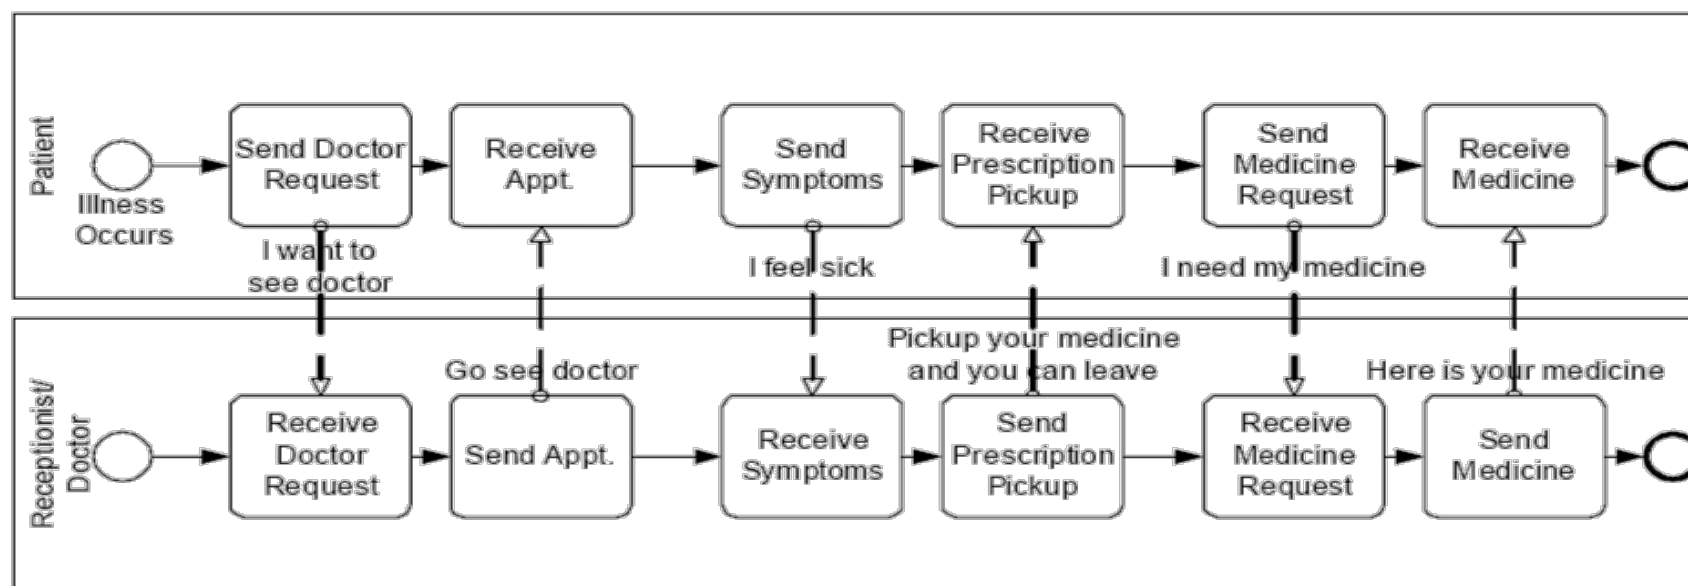 Patient
Illness
Occurs
Send Doctor
Request
Receive
Appt.
Send
Symptoms
Receive
Prescription
Pickup
Send
Medicine
Request
Receive
Medicine
I want to
see doctor
I feel sick
I need my medicine
Go see doctor
Pickup your medicine
and you can leave
Here is your medicine
Receptionist/
Doctor
Receive
Doctor
Request
Send Appt.
Receive
Symptoms
Send
Prescription
Pickup
Receive
Medicine
Request
Send
Medicine